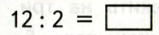 12 : 2 =